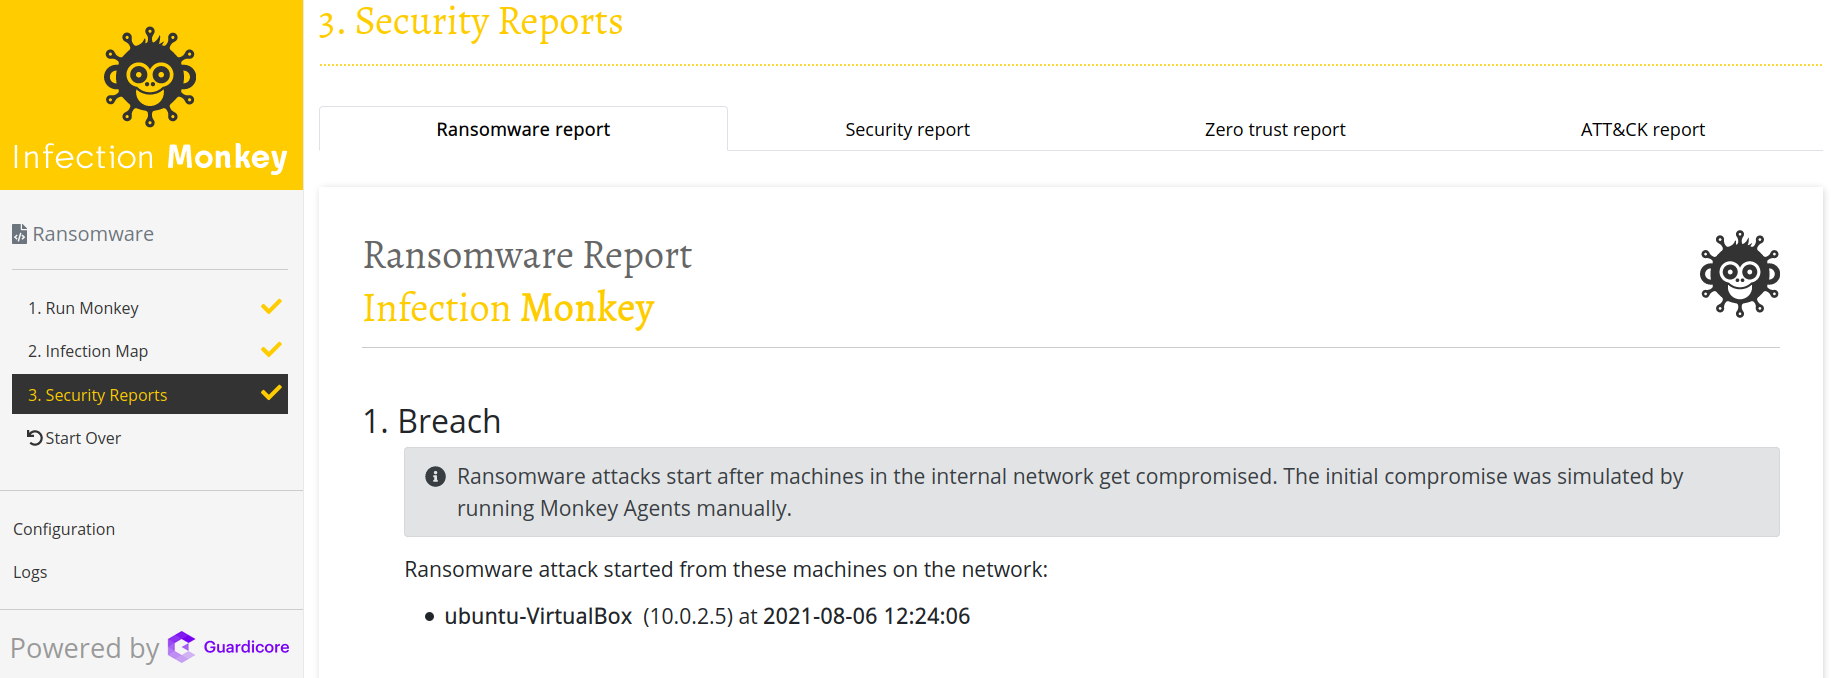 Infection Monkey
Ransomware
1. Run Monkey
2. Infection Map
3. Security Reports
Start Over
Configuration
Logs
Powered by Guardicore
3. Security Reports
Ransomware report
Security report
Zero trust report
ATT&CK report
Ransomware Report
Infection Monkey
1. Breach
Ransomware attacks start after machines in the internal network get compromised. The initial compromise was simulated by
running Monkey Agents manually.
Ransomware attack started from these machines on the network:
• ubuntu-VirtualBox (10.0.2.5) at 2021-08-06 12:24:06